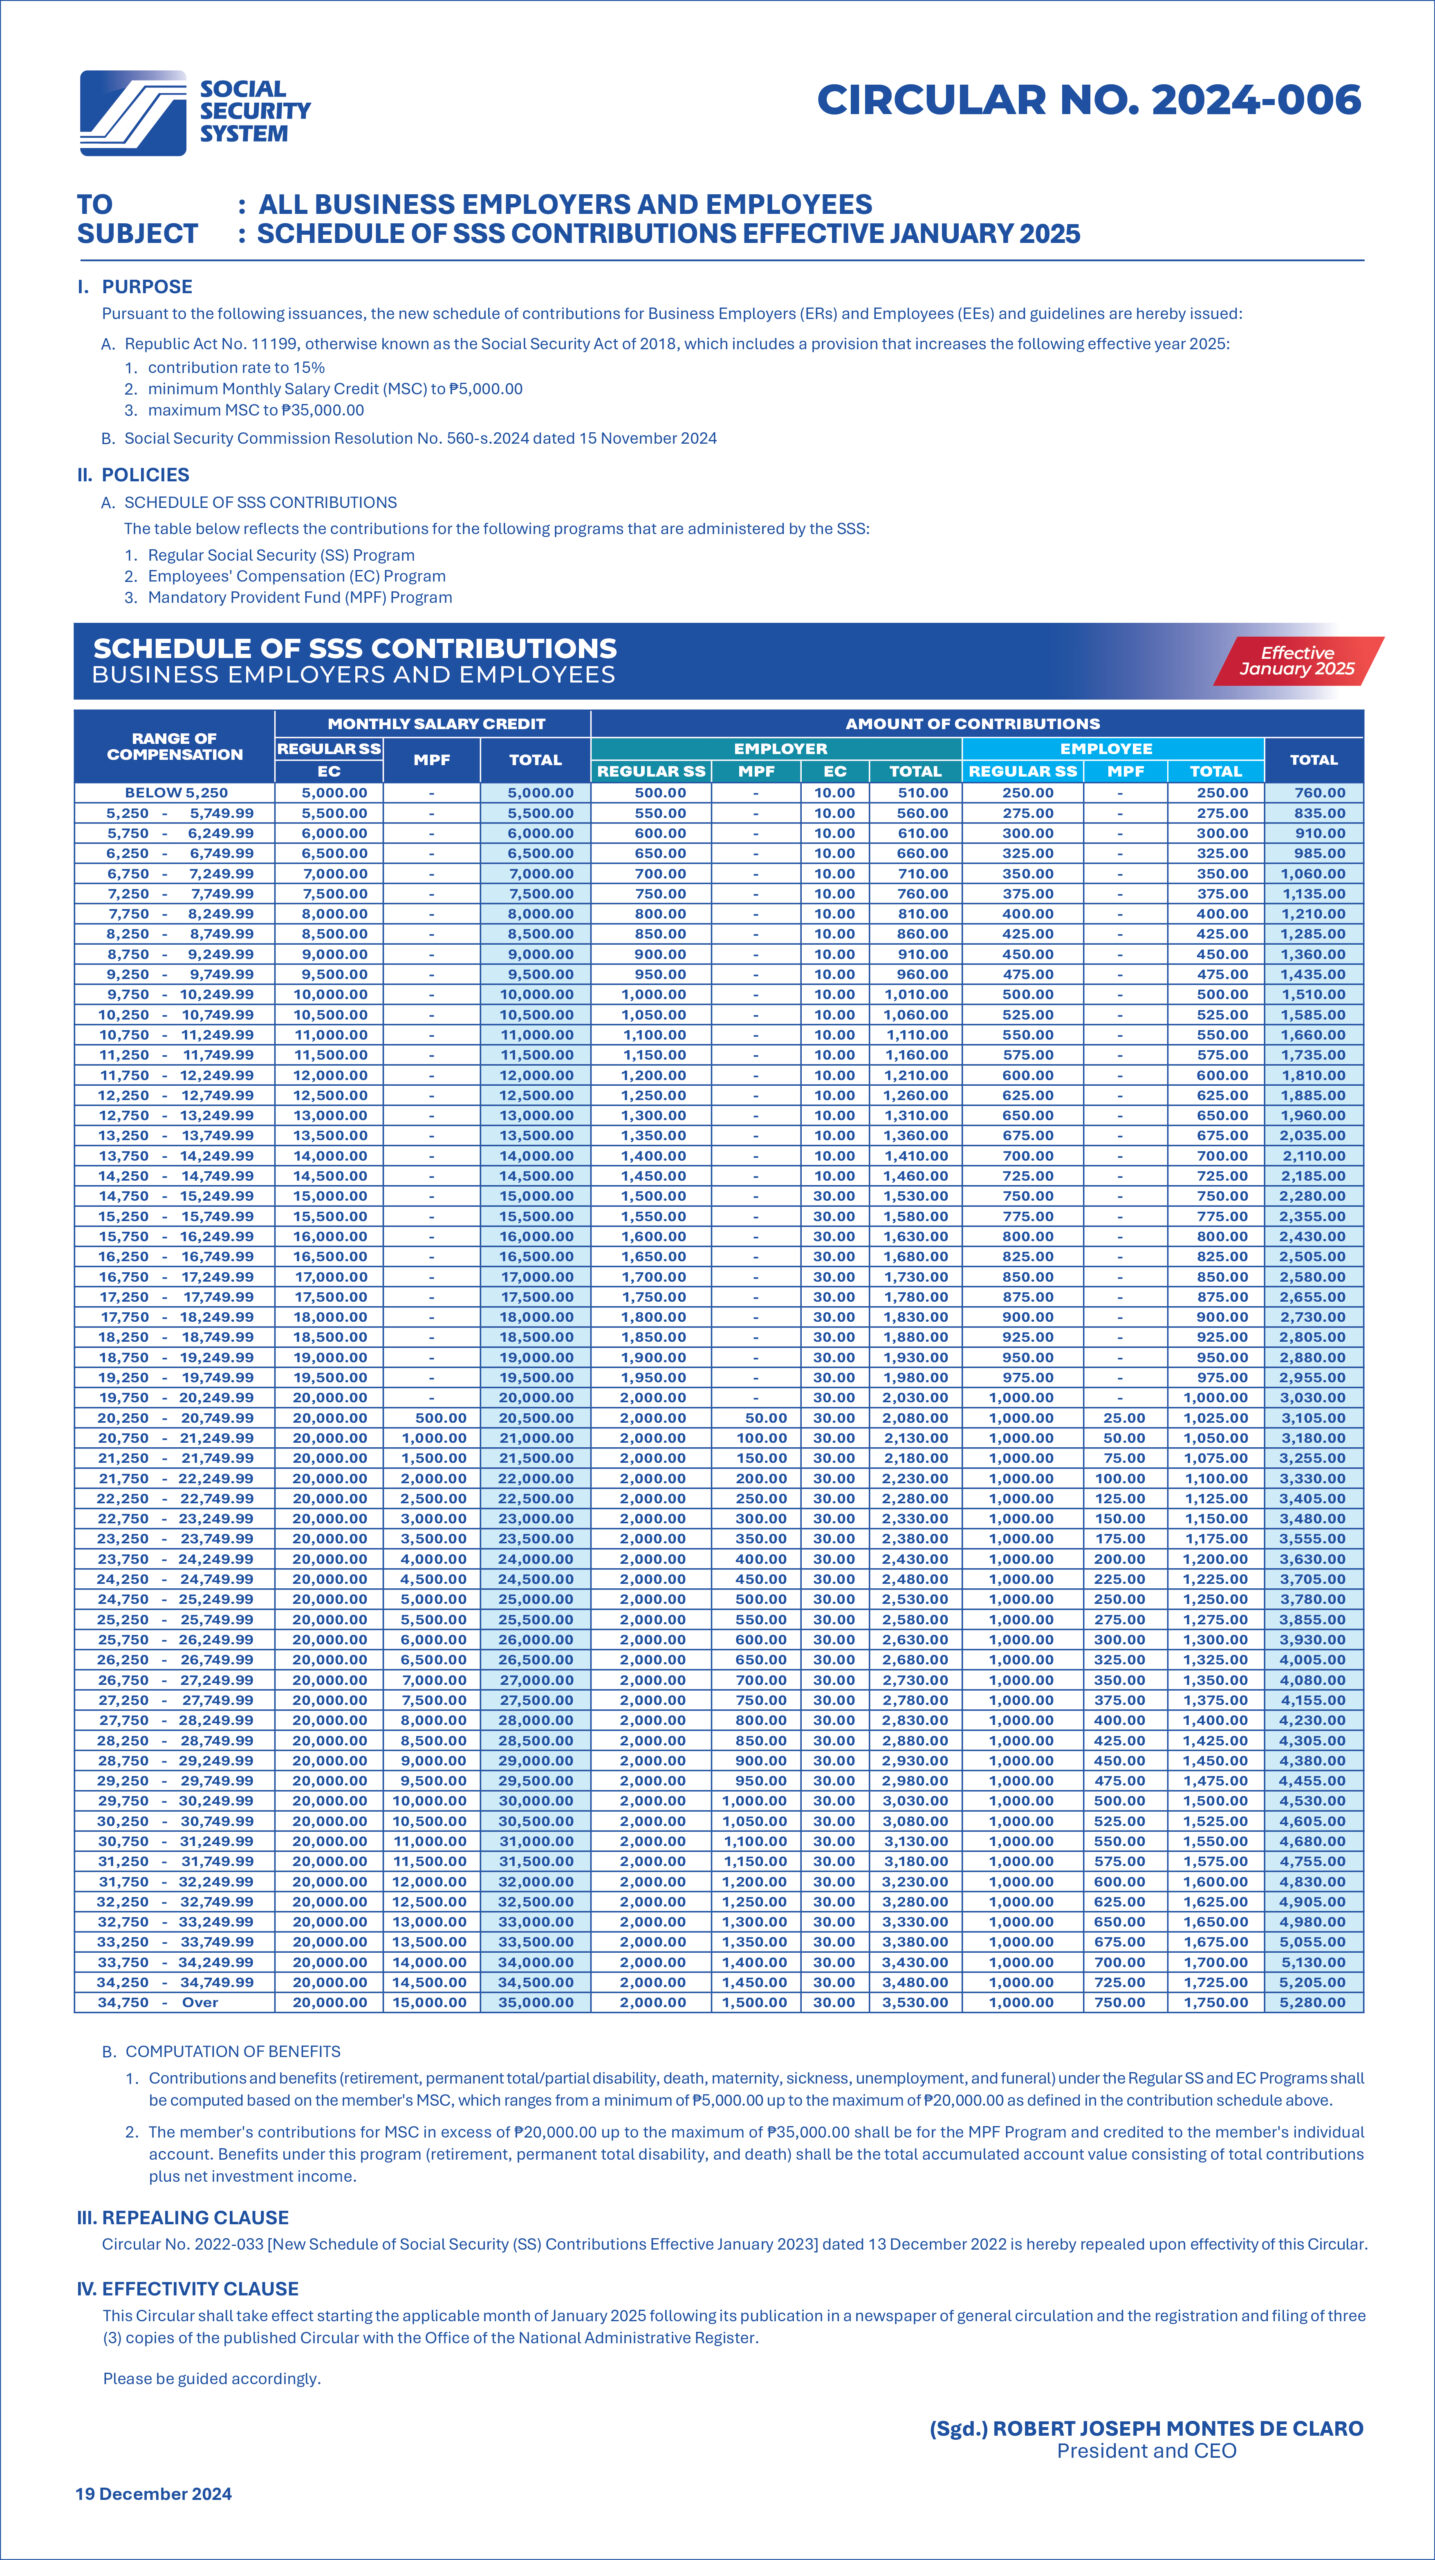 SOCIAL
SECURITY
SYSTEM
CIRCULAR NO. 2024-006
TO : ALL BUSINESS EMPLOYERS AND EMPLOYEES
SUBJECT : SCHEDULE OF SSS CONTRIBUTIONS EFFECTIVE JANUARY 2025
I. PURPOSE
Pursuant to the following issuances, the new schedule of contributions for Business Employers (ERs) and Employees (EEs) and guidelines are hereby issued:
A. Republic Act No. 11199, otherwise known as the Social Security Act of 2018, which includes a provision that increases the following effective year 2025:
1. contribution rate to 15%
2. minimum Monthly Salary Credit (MSC) to ₱5,000.00
3. maximum MSC to ₱35,000.00
B. Social Security Commission Resolution No. 560-s.2024 dated 15 November 2024
II. POLICIES
A. SCHEDULE OF SSS CONTRIBUTIONS
The table below reflects the contributions for the following programs that are administered by the SSS:
1. Regular Social Security (SS) Program
2. Employees' Compensation (EC) Program
3. Mandatory Provident Fund (MPF) Program
SCHEDULE OF SSS CONTRIBUTIONS
BUSINESS EMPLOYERS AND EMPLOYEES
Effective
January 2025
RANGE OF COMPENSATION MONTHLY SALARY CREDIT AMOUNT OF CONTRIBUTIONS
REGULAR SS MPF TOTAL EMPLOYER EMPLOYEE TOTAL
EC REGULAR SS MPF EC TOTAL REGULAR SS MPF TOTAL
BELOW 5,250 5,000.00 - 5,000.00 500.00 - 10.00 510.00 250.00 - 250.00 760.00
5,250 - 5,749.99 5,500.00 - 5,500.00 550.00 - 10.00 560.00 275.00 - 275.00 835.00
5,750 - 6,249.99 6,000.00 - 6,000.00 600.00 - 10.00 610.00 300.00 - 300.00 910.00
6,250 - 6,749.99 6,500.00 - 6,500.00 650.00 - 10.00 660.00 325.00 - 325.00 985.00
6,750 - 7,249.99 7,000.00 - 7,000.00 700.00 - 10.00 710.00 350.00 - 350.00 1,060.00
7,250 - 7,749.99 7,500.00 - 7,500.00 750.00 - 10.00 760.00 375.00 - 375.00 1,135.00
7,750 - 8,249.99 8,000.00 - 8,000.00 800.00 - 10.00 810.00 400.00 - 400.00 1,210.00
8,250 - 8,749.99 8,500.00 - 8,500.00 850.00 - 10.00 860.00 425.00 - 425.00 1,285.00
8,750 - 9,249.99 9,000.00 - 9,000.00 900.00 - 10.00 910.00 450.00 - 450.00 1,360.00
9,250 - 9,749.99 9,500.00 - 9,500.00 950.00 - 10.00 960.00 475.00 - 475.00 1,435.00
9,750 - 10,249.99 10,000.00 - 10,000.00 1,000.00 - 10.00 1,010.00 500.00 - 500.00 1,510.00
10,250 - 10,749.99 10,500.00 - 10,500.00 1,050.00 - 10.00 1,060.00 525.00 - 525.00 1,585.00
10,750 - 11,249.99 11,000.00 - 11,000.00 1,100.00 - 10.00 1,110.00 550.00 - 550.00 1,660.00
11,250 - 11,749.99 11,500.00 - 11,500.00 1,150.00 - 10.00 1,160.00 575.00 - 575.00 1,735.00
11,750 - 12,249.99 12,000.00 - 12,000.00 1,200.00 - 10.00 1,210.00 600.00 - 600.00 1,810.00
12,250 - 12,749.99 12,500.00 - 12,500.00 1,250.00 - 10.00 1,260.00 625.00 - 625.00 1,885.00
12,750 - 13,249.99 13,000.00 - 13,000.00 1,300.00 - 10.00 1,310.00 650.00 - 650.00 1,960.00
13,250 - 13,749.99 13,500.00 - 13,500.00 1,350.00 - 10.00 1,360.00 675.00 - 675.00 2,035.00
13,750 - 14,249.99 14,000.00 - 14,000.00 1,400.00 - 10.00 1,410.00 700.00 - 700.00 2,110.00
14,250 - 14,749.99 14,500.00 - 14,500.00 1,450.00 - 10.00 1,460.00 725.00 - 725.00 2,185.00
14,750 - 15,249.99 15,000.00 - 15,000.00 1,500.00 - 30.00 1,530.00 750.00 - 750.00 2,280.00
15,250 - 15,749.99 15,500.00 - 15,500.00 1,550.00 - 30.00 1,580.00 775.00 - 775.00 2,355.00
15,750 - 16,249.99 16,000.00 - 16,000.00 1,600.00 - 30.00 1,630.00 800.00 - 800.00 2,430.00
16,250 - 16,749.99 16,500.00 - 16,500.00 1,650.00 - 30.00 1,680.00 825.00 - 825.00 2,505.00
16,750 - 17,249.99 17,000.00 - 17,000.00 1,700.00 - 30.00 1,730.00 850.00 - 850.00 2,580.00
17,250 - 17,749.99 17,500.00 - 17,500.00 1,750.00 - 30.00 1,780.00 875.00 - 875.00 2,655.00
17,750 - 18,249.99 18,000.00 - 18,000.00 1,800.00 - 30.00 1,830.00 900.00 - 900.00 2,730.00
18,250 - 18,749.99 18,500.00 - 18,500.00 1,850.00 - 30.00 1,880.00 925.00 - 925.00 2,805.00
18,750 - 19,249.99 19,000.00 - 19,000.00 1,900.00 - 30.00 1,930.00 950.00 - 950.00 2,880.00
19,250 - 19,749.99 19,500.00 - 19,500.00 1,950.00 - 30.00 1,980.00 975.00 - 975.00 2,955.00
19,750 - 20,249.99 20,000.00 - 20,000.00 2,000.00 - 30.00 2,030.00 1,000.00 - 1,000.00 3,030.00
20,250 - 20,749.99 20,000.00 500.00 20,500.00 2,000.00 50.00 30.00 2,080.00 1,000.00 25.00 1,025.00 3,105.00
20,750 - 21,249.99 20,000.00 1,000.00 21,000.00 2,000.00 100.00 30.00 2,130.00 1,000.00 50.00 1,050.00 3,180.00
21,250 - 21,749.99 20,000.00 1,500.00 21,500.00 2,000.00 150.00 30.00 2,180.00 1,000.00 75.00 1,075.00 3,255.00
21,750 - 22,249.99 20,000.00 2,000.00 22,000.00 2,000.00 200.00 30.00 2,230.00 1,000.00 100.00 1,100.00 3,330.00
22,250 - 22,749.99 20,000.00 2,500.00 22,500.00 2,000.00 250.00 30.00 2,280.00 1,000.00 125.00 1,125.00 3,405.00
22,750 - 23,249.99 20,000.00 3,000.00 23,000.00 2,000.00 300.00 30.00 2,330.00 1,000.00 150.00 1,150.00 3,480.00
23,250 - 23,749.99 20,000.00 3,500.00 23,500.00 2,000.00 350.00 30.00 2,380.00 1,000.00 175.00 1,175.00 3,555.00
23,750 - 24,249.99 20,000.00 4,000.00 24,000.00 2,000.00 400.00 30.00 2,430.00 1,000.00 200.00 1,200.00 3,630.00
24,250 - 24,749.99 20,000.00 4,500.00 24,500.00 2,000.00 450.00 30.00 2,480.00 1,000.00 225.00 1,225.00 3,705.00
24,750 - 25,249.99 20,000.00 5,000.00 25,000.00 2,000.00 500.00 30.00 2,530.00 1,000.00 250.00 1,250.00 3,780.00
25,250 - 25,749.99 20,000.00 5,500.00 25,500.00 2,000.00 550.00 30.00 2,580.00 1,000.00 275.00 1,275.00 3,855.00
25,750 - 26,249.99 20,000.00 6,000.00 26,000.00 2,000.00 600.00 30.00 2,630.00 1,000.00 300.00 1,300.00 3,930.00
26,250 - 26,749.99 20,000.00 6,500.00 26,500.00 2,000.00 650.00 30.00 2,680.00 1,000.00 325.00 1,325.00 4,005.00
26,750 - 27,249.99 20,000.00 7,000.00 27,000.00 2,000.00 700.00 30.00 2,730.00 1,000.00 350.00 1,350.00 4,080.00
27,250 - 27,749.99 20,000.00 7,500.00 27,500.00 2,000.00 750.00 30.00 2,780.00 1,000.00 375.00 1,375.00 4,155.00
27,750 - 28,249.99 20,000.00 8,000.00 28,000.00 2,000.00 800.00 30.00 2,830.00 1,000.00 400.00 1,400.00 4,230.00
28,250 - 28,749.99 20,000.00 8,500.00 28,500.00 2,000.00 850.00 30.00 2,880.00 1,000.00 425.00 1,425.00 4,305.00
28,750 - 29,249.99 20,000.00 9,000.00 29,000.00 2,000.00 900.00 30.00 2,930.00 1,000.00 450.00 1,450.00 4,380.00
29,250 - 29,749.99 20,000.00 9,500.00 29,500.00 2,000.00 950.00 30.00 2,980.00 1,000.00 475.00 1,475.00 4,455.00
29,750 - 30,249.99 20,000.00 10,000.00 30,000.00 2,000.00 1,000.00 30.00 3,030.00 1,000.00 500.00 1,500.00 4,530.00
30,250 - 30,749.99 20,000.00 10,500.00 30,500.00 2,000.00 1,050.00 30.00 3,080.00 1,000.00 525.00 1,525.00 4,605.00
30,750 - 31,249.99 20,000.00 11,000.00 31,000.00 2,000.00 1,100.00 30.00 3,130.00 1,000.00 550.00 1,550.00 4,680.00
31,250 - 31,749.99 20,000.00 11,500.00 31,500.00 2,000.00 1,150.00 30.00 3,180.00 1,000.00 575.00 1,575.00 4,755.00
31,750 - 32,249.99 20,000.00 12,000.00 32,000.00 2,000.00 1,200.00 30.00 3,230.00 1,000.00 600.00 1,600.00 4,830.00
32,250 - 32,749.99 20,000.00 12,500.00 32,500.00 2,000.00 1,250.00 30.00 3,280.00 1,000.00 625.00 1,625.00 4,905.00
32,750 - 33,249.99 20,000.00 13,000.00 33,000.00 2,000.00 1,300.00 30.00 3,330.00 1,000.00 650.00 1,650.00 4,980.00
33,250 - 33,749.99 20,000.00 13,500.00 33,500.00 2,000.00 1,350.00 30.00 3,380.00 1,000.00 675.00 1,675.00 5,055.00
33,750 - 34,249.99 20,000.00 14,000.00 34,000.00 2,000.00 1,400.00 30.00 3,430.00 1,000.00 700.00 1,700.00 5,130.00
34,250 - 34,749.99 20,000.00 14,500.00 34,500.00 2,000.00 1,450.00 30.00 3,480.00 1,000.00 725.00 1,725.00 5,205.00
34,750 - Over 20,000.00 15,000.00 35,000.00 2,000.00 1,500.00 30.00 3,530.00 1,000.00 750.00 1,750.00 5,280.00
B. COMPUTATION OF BENEFITS
1. Contributions and benefits (retirement, permanent total/partial disability, death, maternity, sickness, unemployment, and funeral) under the Regular SS and EC Programs shall
be computed based on the member's MSC, which ranges from a minimum of ₱5,000.00 up to the maximum of ₱20,000.00 as defined in the contribution schedule above.
2. The member's contributions for MSC in excess of ₱20,000.00 up to the maximum of ₱35,000.00 shall be for the MPF Program and credited to the member's individual
account. Benefits under this program (retirement, permanent total disability, and death) shall be the total accumulated account value consisting of total contributions
plus net investment income.
III. REPEALING CLAUSE
Circular No. 2022-033 [New Schedule of Social Security (SS) Contributions Effective January 2023] dated 13 December 2022 is hereby repealed upon effectivity of this Circular.
IV. EFFECTIVITY CLAUSE
This Circular shall take effect starting the applicable month of January 2025 following its publication in a newspaper of general circulation and the registration and filing of three
(3) copies of the published Circular with the Office of the National Administrative Register.
Please be guided accordingly.
(Sgd.) ROBERT JOSEPH MONTES DE CLARO
President and CEO
19 December 2024